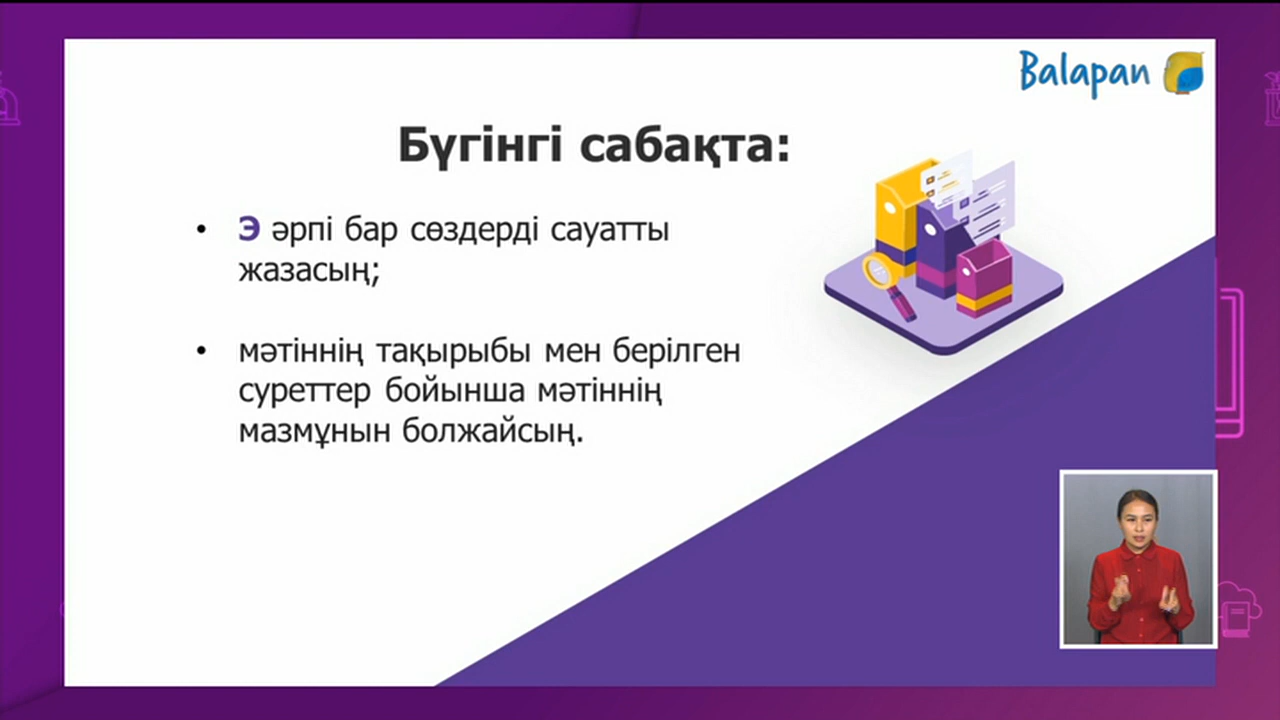 Balapan
Бүгінгі сабақта:
• Э әрпі бар сөздерді сауатты
жазасың;
• мәтіннің тақырыбы мен берілген
суреттер бойынша мәтіннің
мазмұнын болжайсың.